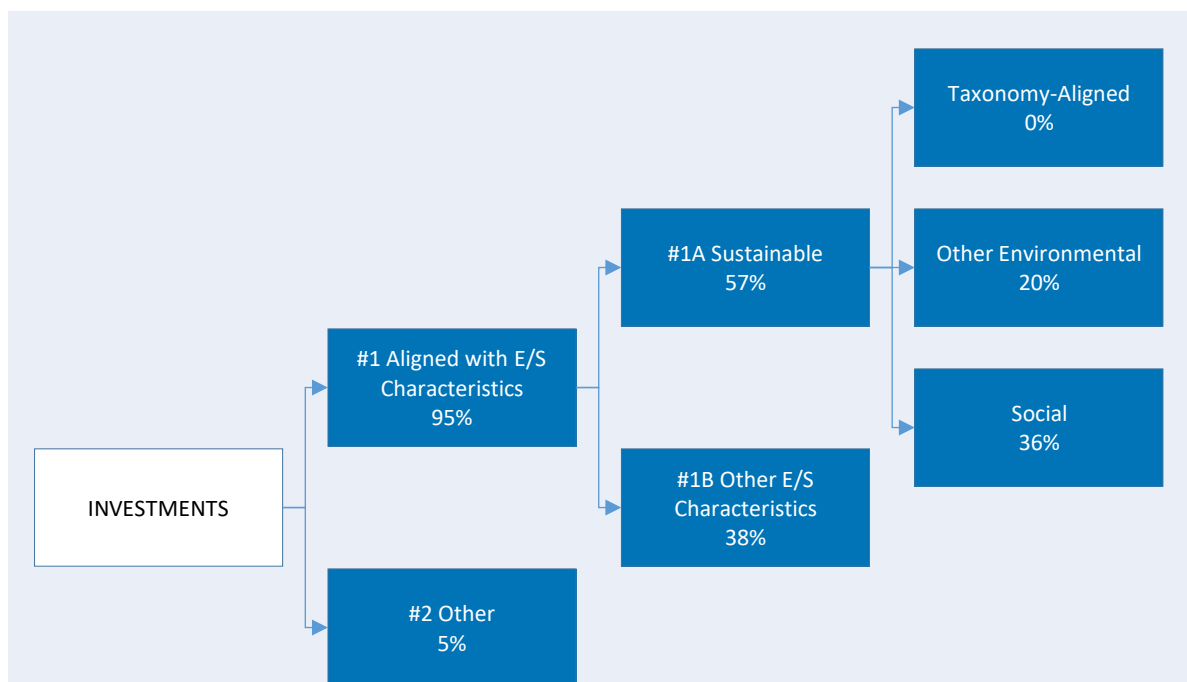 INVESTMENTS
#1 Aligned with E/S
Characteristics
95%
#2 Other
5%
#1A Sustainable
57%
#1B Other E/S
Characteristics
38%
Taxonomy-Aligned
0%
Other Environmental
20%
Social
36%